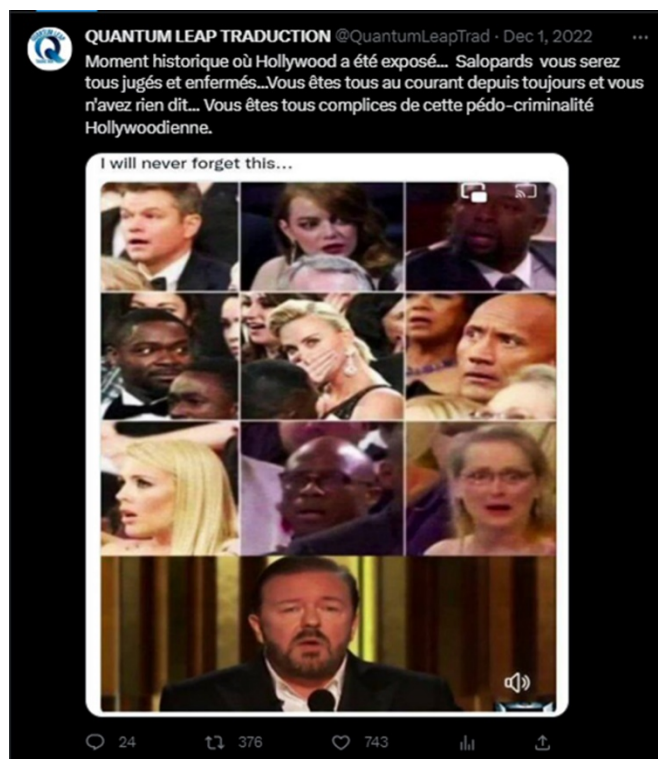 QUANTUM LEAP TRADUCTION @QuantumLeapTrad · Dec 1, 2022 ...
Moment historique où Hollywood a été exposé... Salopards vous serez
tous jugés et enfermés...Vous êtes tous au courant depuis toujours et vous
n'avez rien dit... Vous êtes tous complices de cette pédo-criminalité
Hollywoodienne.
I will never forget this...
24 376 743